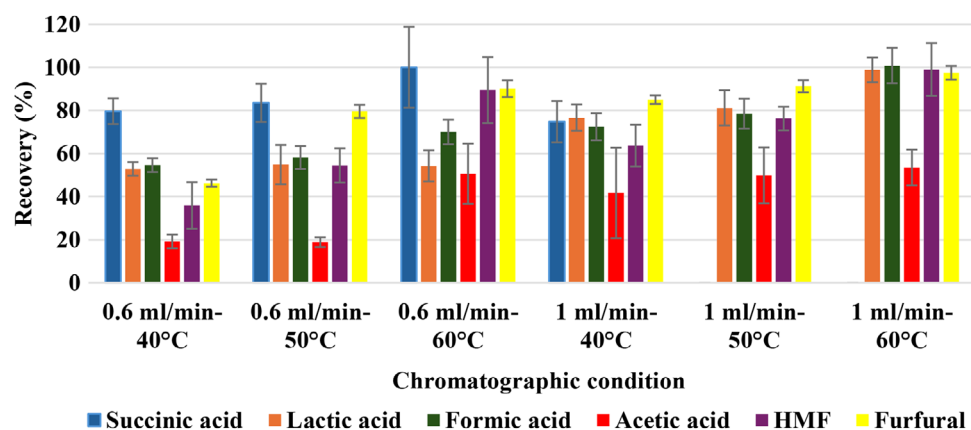 120
100
80
60
40
20
0
Recovery (%)
0.6 ml/min-
40°C
0.6 ml/min-
50°C
0.6 ml/min-
60°C
1 ml/min-
40°C
1 ml/min-
50°C
1 ml/min-
60°C
Chromatographic condition
Succinic acid Lactic acid Formic acid Acetic acid HMF Furfural